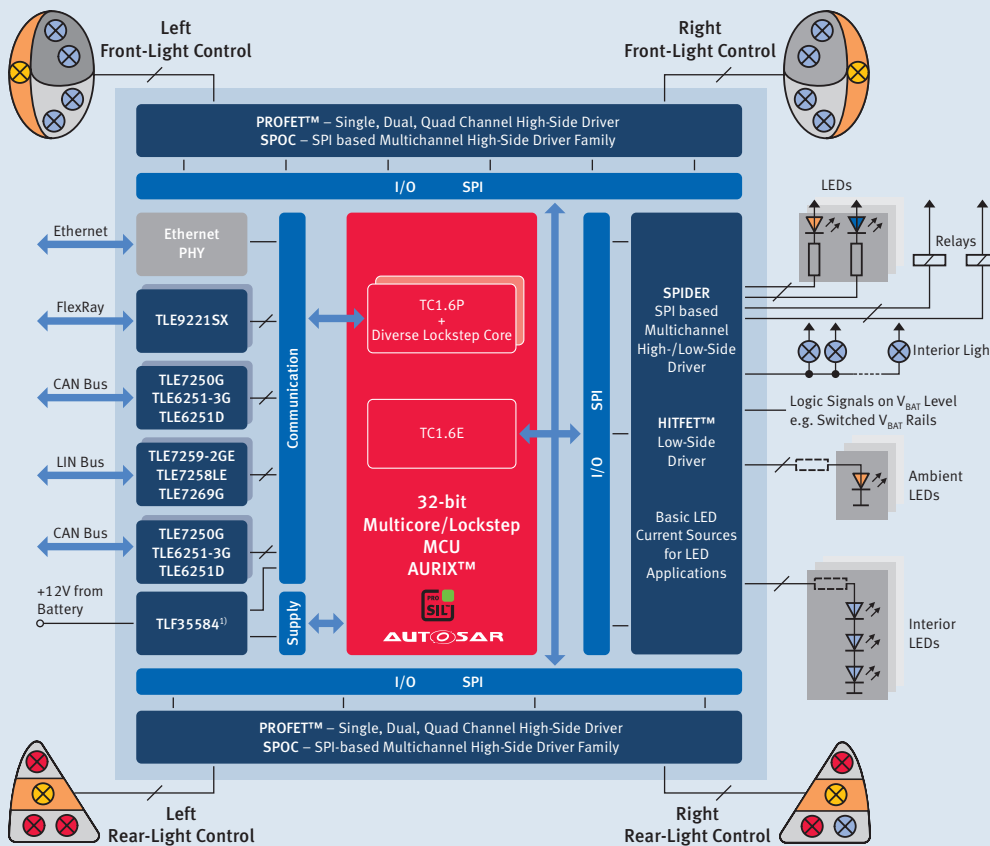 Left
Front-Light Control
Right
Front-Light Control
PROFET™ – Single, Dual, Quad Channel High-Side Driver
SPOC – SPI based Multichannel High-Side Driver Family
I/O SPI
Ethernet
Ethernet
PHY
FlexRay
TLE9221SX
CAN Bus
TLE7250G
TLE6251-3G
TLE6251D
LIN Bus
TLE7259-2GE
TLE7258LE
TLE7269G
CAN Bus
TLE7250G
TLE6251-3G
TLE6251D
+12V from
Battery
TLF35584¹⁾
Communication
Supply
TC1.6P
+
Diverse Lockstep Core
TC1.6E
32-bit
Multicore/Lockstep
MCU
AURIX™
PRO
SIL
AUTOSAR
I/O SPI
SPIDER
SPI based
Multichannel
High-/Low-Side
Driver
HITFET™
Low-Side
Driver
Basic LED
Current Sources
for LED
Applications
LEDs
Relays
Interior Light
Logic Signals on V_BAT Level
e.g. Switched V_BAT Rails
Ambient
LEDs
Interior
LEDs
I/O SPI
PROFET™ – Single, Dual, Quad Channel High-Side Driver
SPOC – SPI-based Multichannel High-Side Driver Family
Left
Rear-Light Control
Right
Rear-Light Control